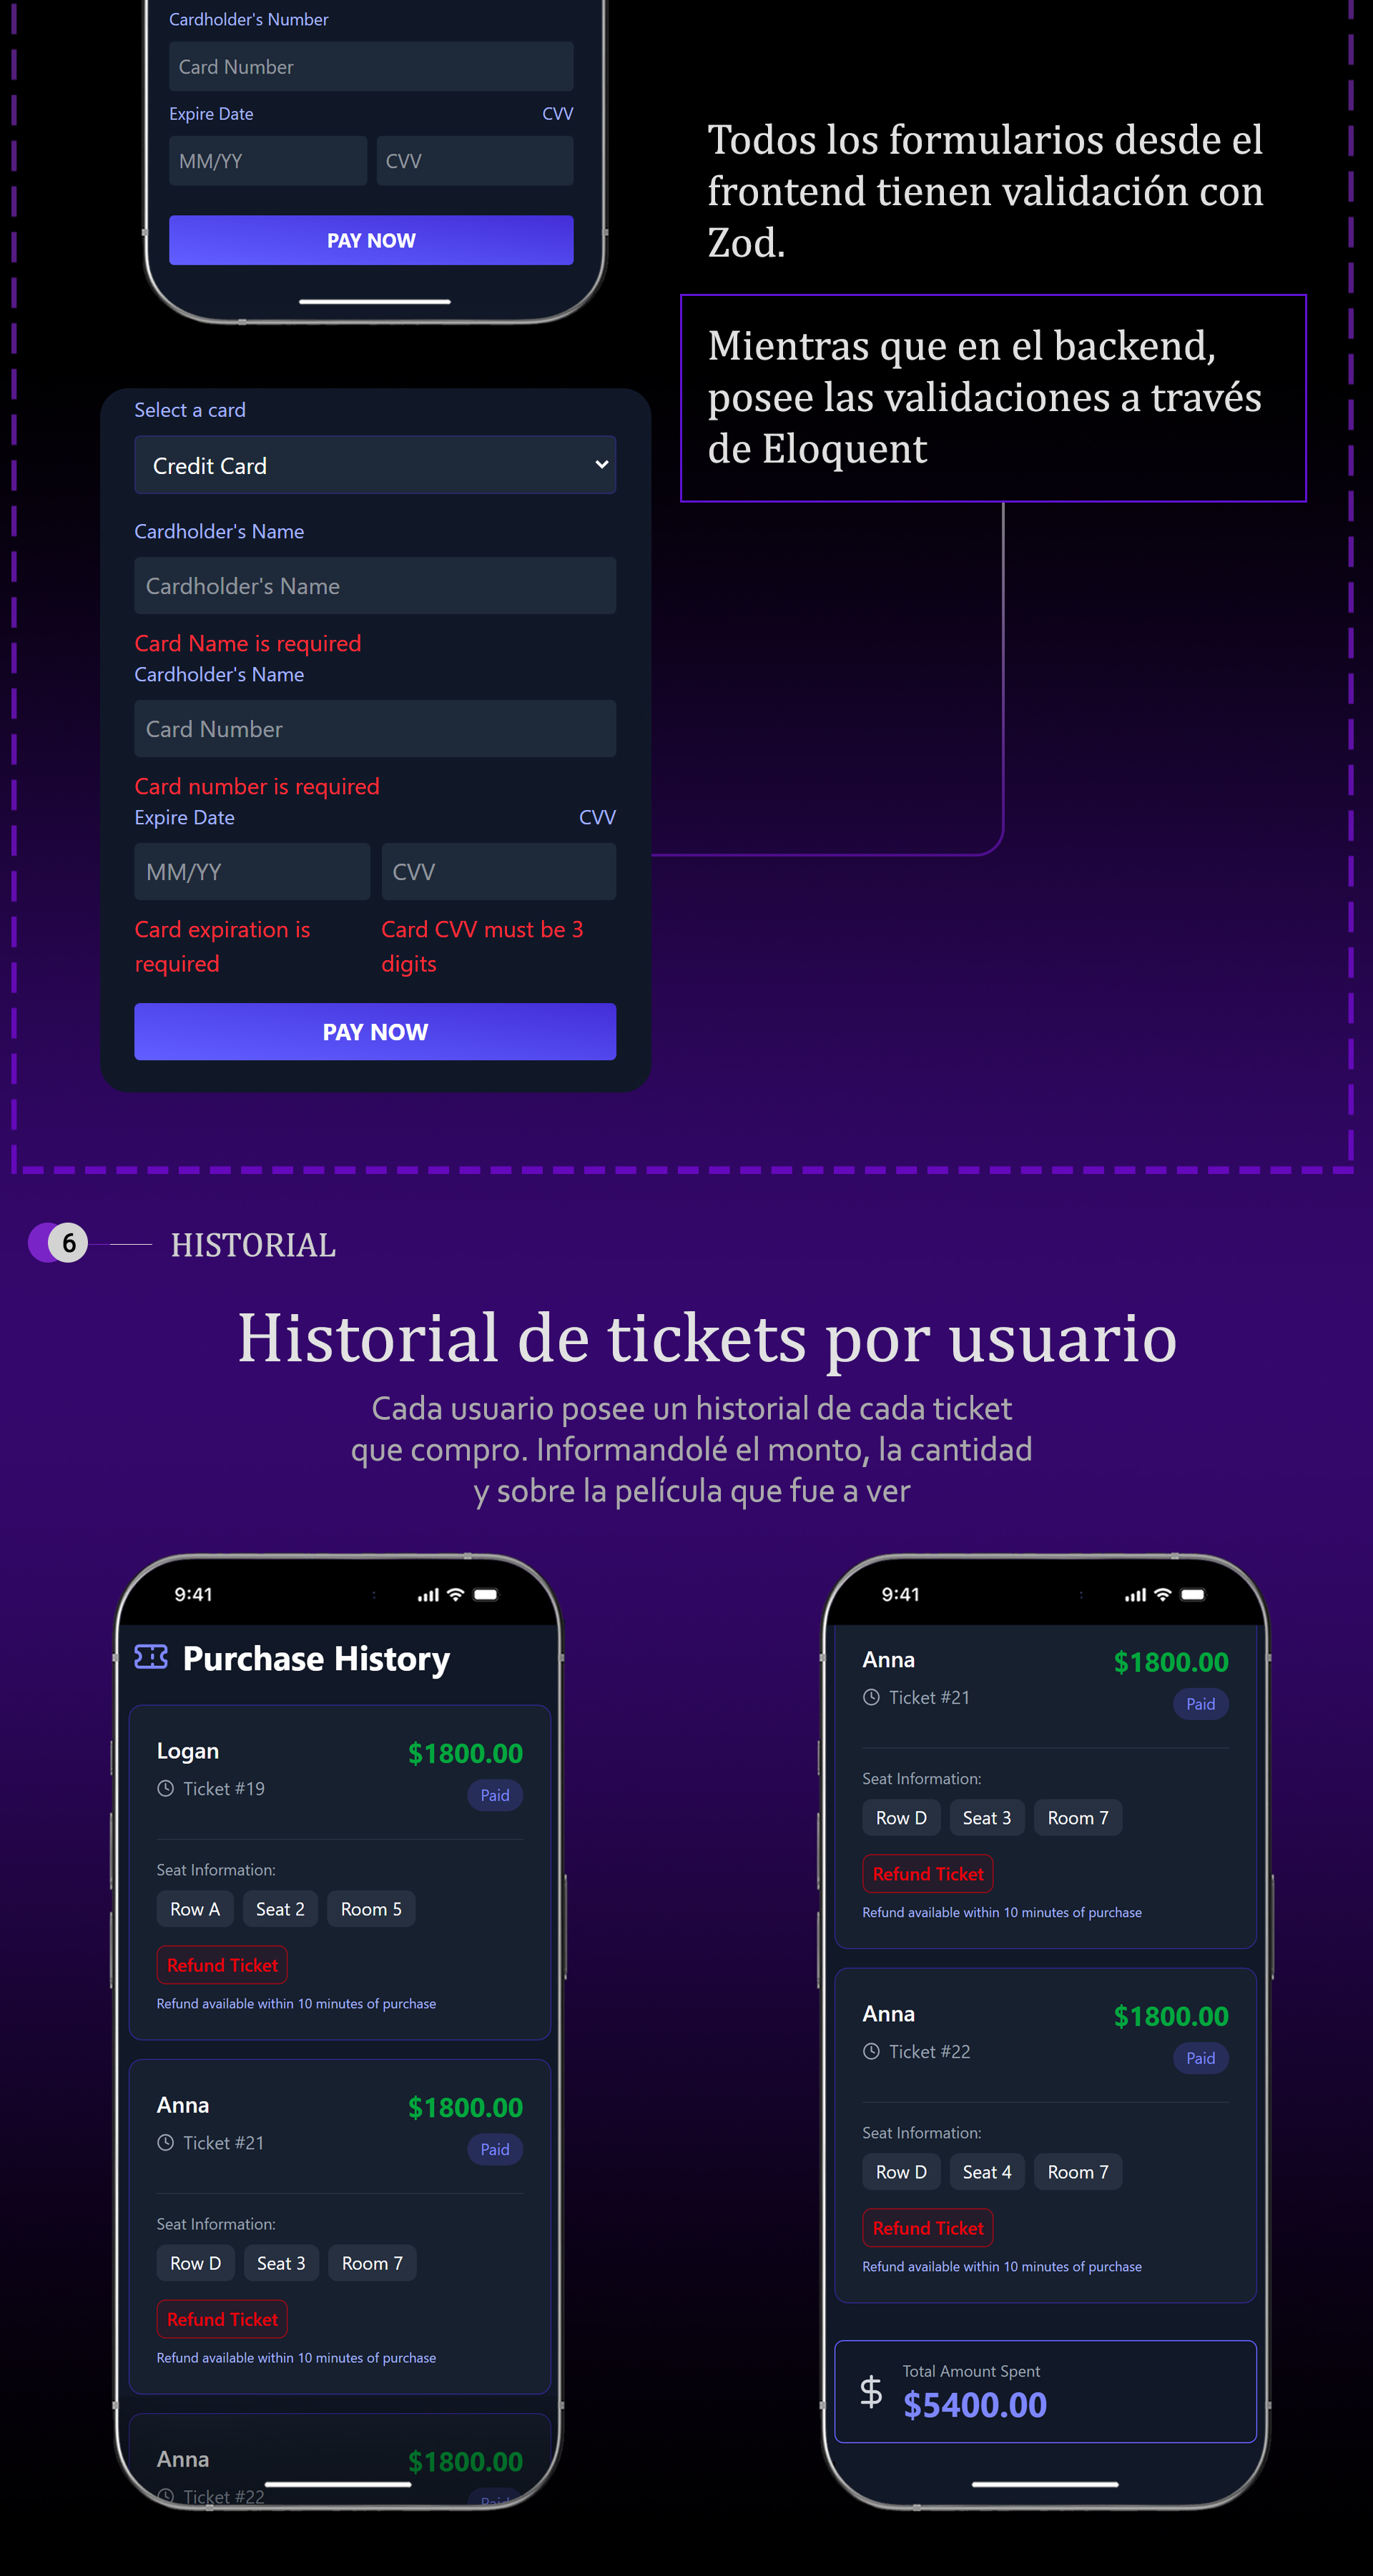 Cardholder's Number
Card Number
Expire Date CVV
MM/YY CVV
PAY NOW
Todos los formularios desde el
frontend tienen validación con
Zod.
Mientras que en el backend,
posee las validaciones a través
de Eloquent
Select a card
Credit Card
Cardholder's Name
Cardholder's Name
Card Name is required
Cardholder's Name
Card Number
Card number is required
Expire Date CVV
MM/YY CVV
Card expiration is
required
Card CVV must be 3
digits
PAY NOW
6 HISTORIAL
Historial de tickets por usuario
Cada usuario posee un historial de cada ticket
que compro. Informandolé el monto, la cantidad
y sobre la película que fue a ver
9:41
Purchase History
Logan $1800.00
Ticket #19 Paid
Seat Information:
Row A Seat 2 Room 5
Refund Ticket
Refund available within 10 minutes of purchase
Anna $1800.00
Ticket #21 Paid
Seat Information:
Row D Seat 3 Room 7
Refund Ticket
Refund available within 10 minutes of purchase
Anna $1800.00
Ticket #22 Paid
9:41
Anna $1800.00
Ticket #21 Paid
Seat Information:
Row D Seat 3 Room 7
Refund Ticket
Refund available within 10 minutes of purchase
Anna $1800.00
Ticket #22 Paid
Seat Information:
Row D Seat 4 Room 7
Refund Ticket
Refund available within 10 minutes of purchase
Total Amount Spent
$ $5400.00